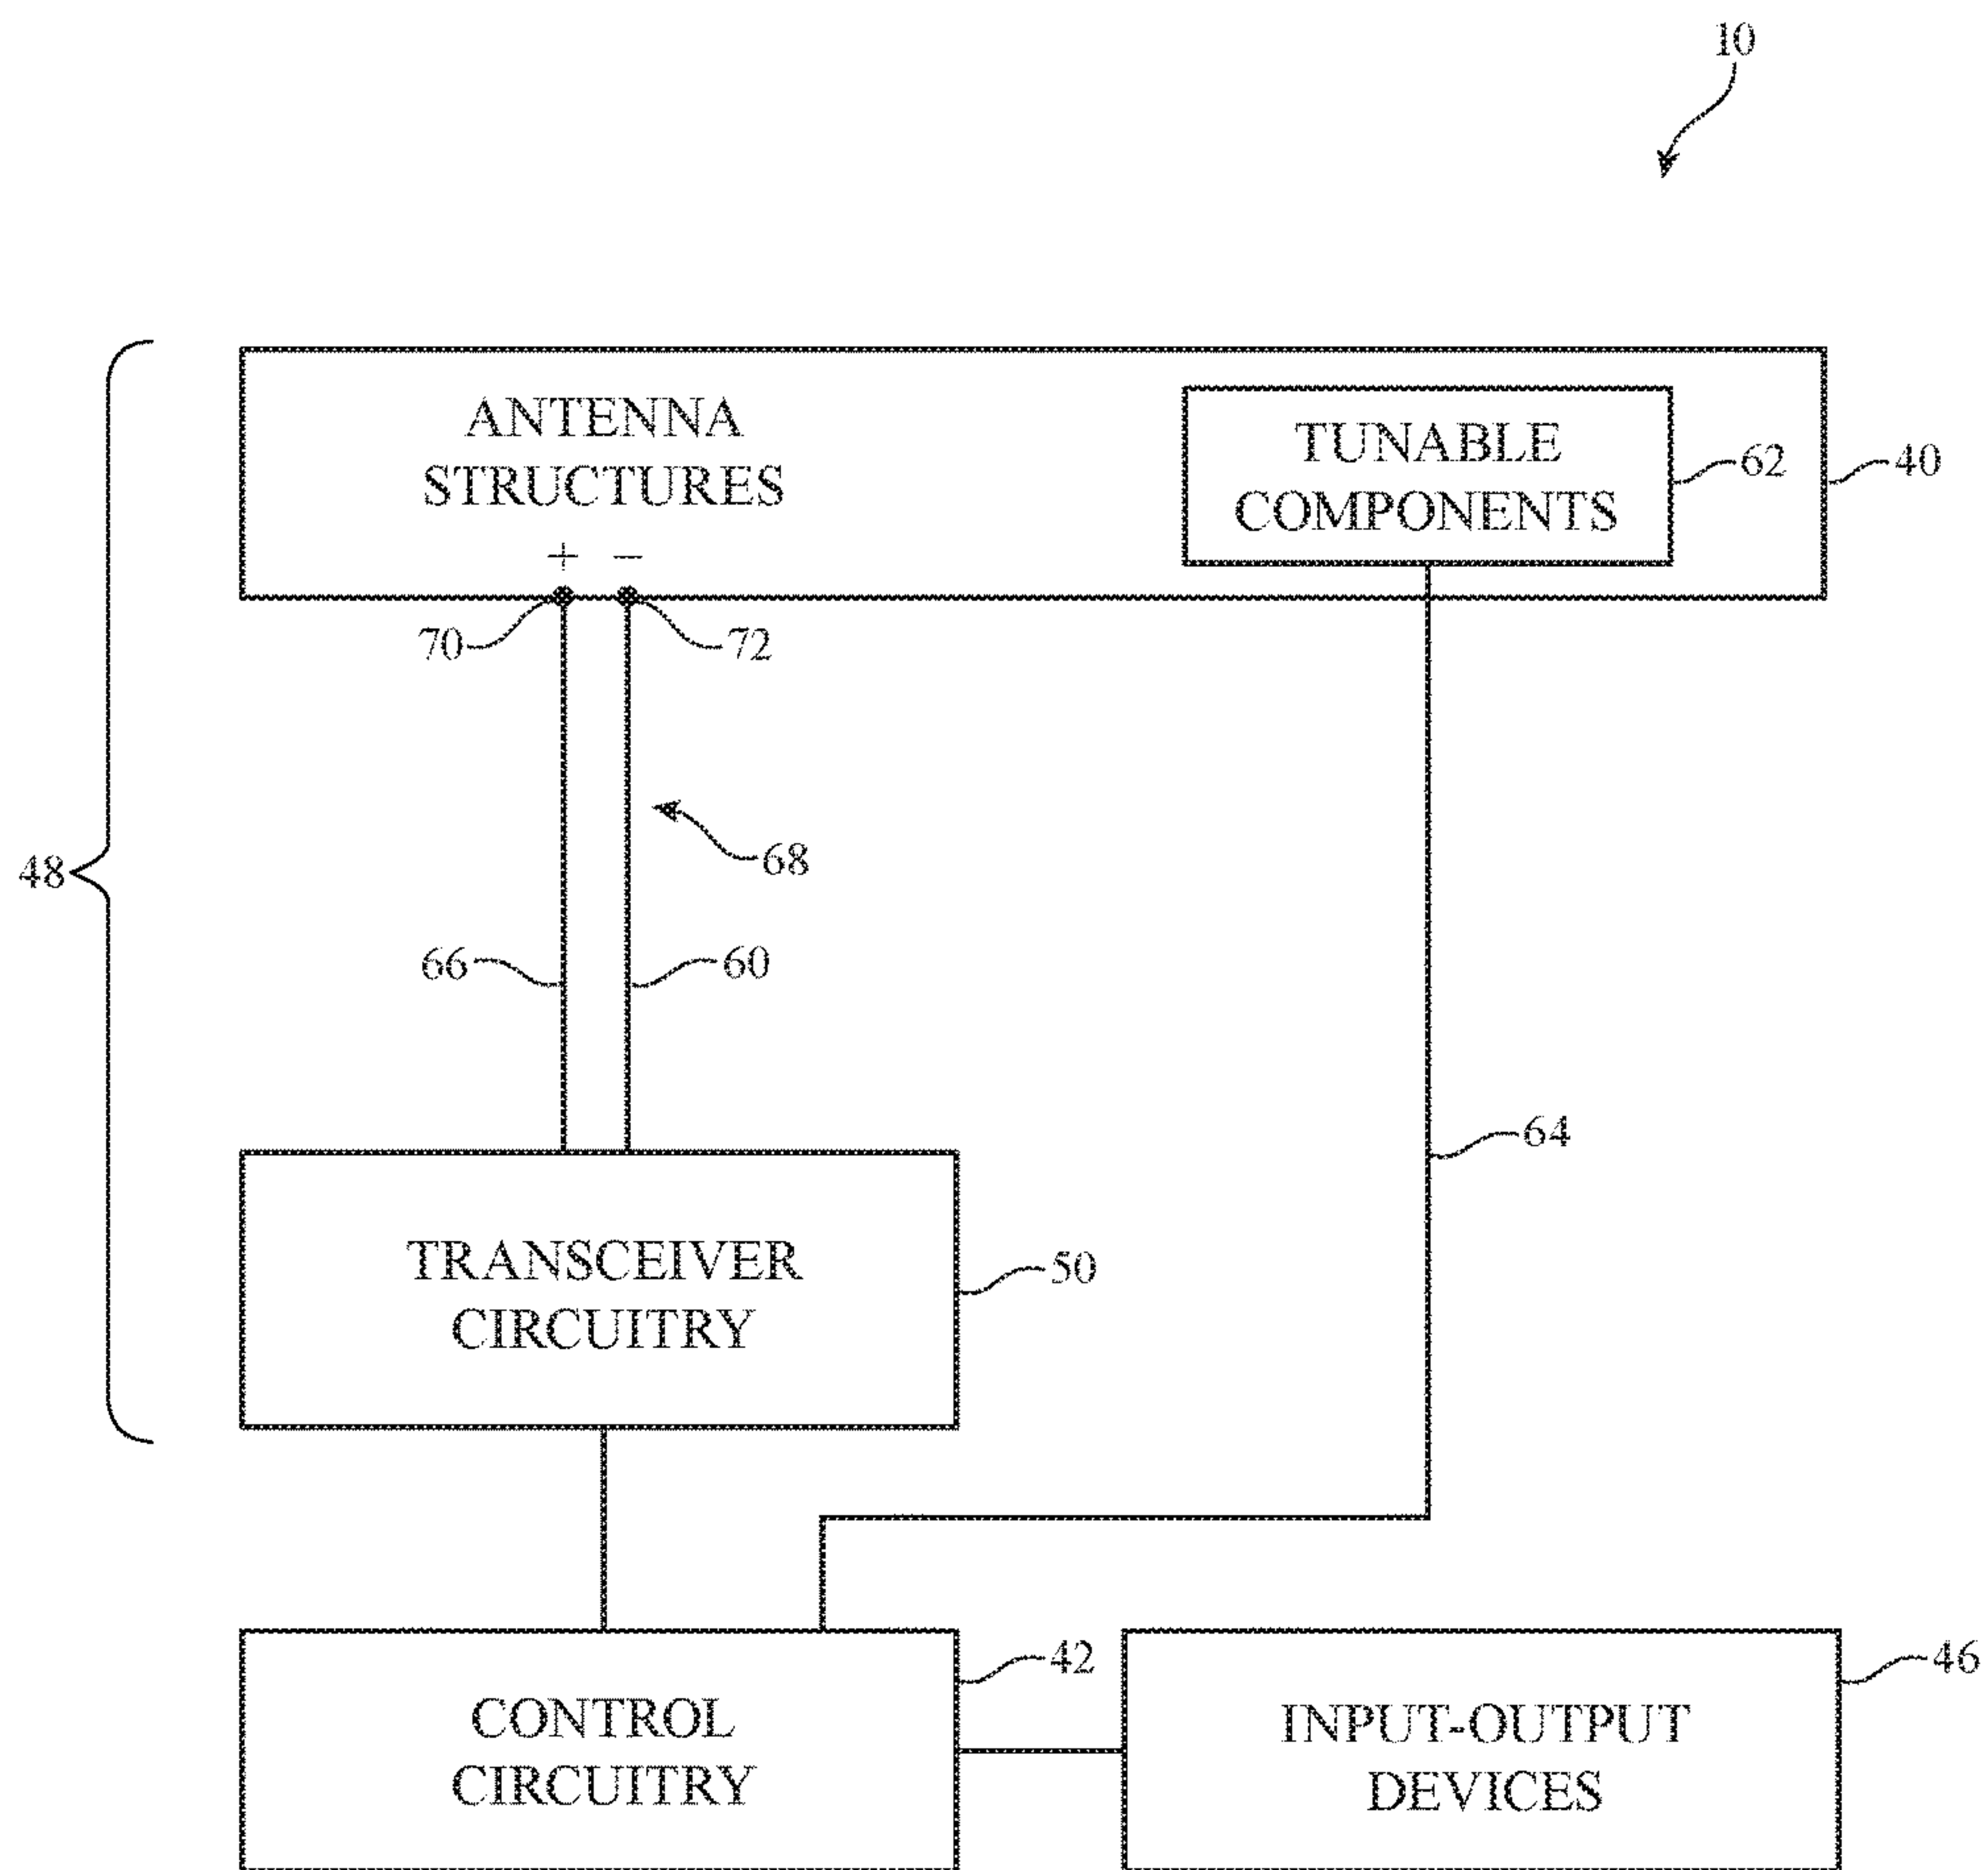 10
ANTENNA
STRUCTURES
TUNABLE
COMPONENTS
62
40
+ −
70
72
48
68
66
60
64
TRANSCEIVER
CIRCUITRY
50
CONTROL
CIRCUITRY
42
INPUT-OUTPUT
DEVICES
46